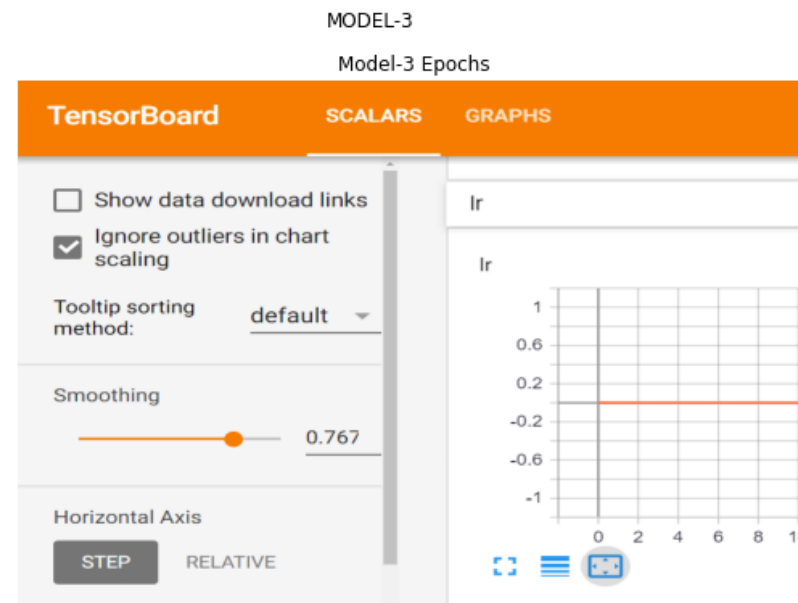 MODEL-3
Model-3 Epochs
TensorBoard SCALARS GRAPHS
Show data download links
Ignore outliers in chart
scaling
Tooltip sorting
method: default
Smoothing
0.767
Horizontal Axis
STEP RELATIVE
lr
lr
1
0.6
0.2
-0.2
-0.6
-1
0 2 4 6 8